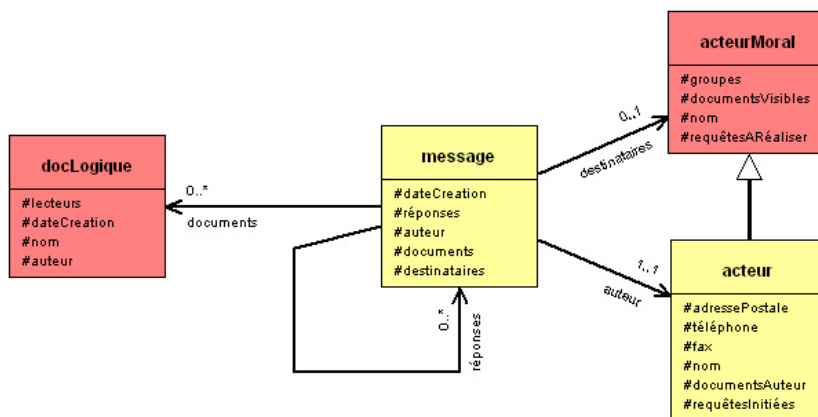 acteurMoral
#groupes
#documentsVisibles
#nom
#requêtesARéaliser
0..1
destinataires
message
#dateCreation
#réponses
#auteur
#documents
#destinataires
docLogique
#lecteurs
#dateCreation
#nom
#auteur
0..*
documents
0..*
réponses
1..1
auteur
acteur
#adressePostale
#téléphone
#fax
#nom
#documentsAuteur
#requêtesInitiées